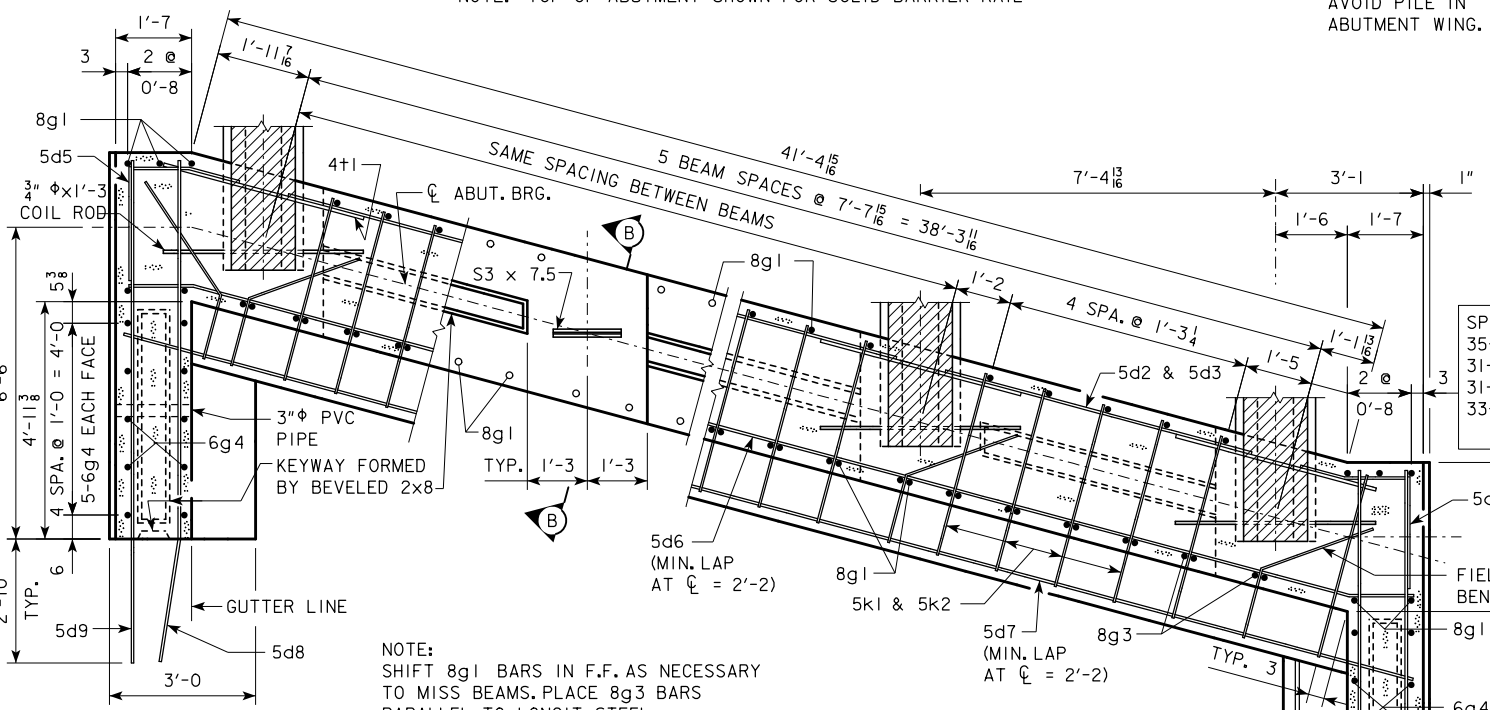 NOTE: TOP OF ABUTMENT SHOWN FOR SOLID BARRIER RAIL
AVOID PILE IN
ABUTMENT WING.
1'-7
3
2 @
0'-8
1'-11 7/16
8g1
5d5
3/4" Φx1'-3
COIL ROD
4t1
℄ ABUT. BRG.
41'-4 15/16
5 BEAM SPACES @ 7'-7 15/16 = 38'-3 11/16
SAME SPACING BETWEEN BEAMS
7'-4 13/16
3'-1
1"
1'-6
1'-7
B
S3 x 7.5
8g1
1'-2
4 SPA. @ 1'-3 1/4
1'-1 13/16
1'-5
2 @
0'-8
3
5 3/8
4'-11 3/8
4 SPA. @ 1'-0 = 4'-0
5-6g4 EACH FACE
6
2'-10
TYP.
3"Φ PVC
PIPE
6g4
KEYWAY FORMED
BY BEVELED 2x8
8g1
TYP.
1'-3
1'-3
B
5d2 & 5d3
5d6
(MIN. LAP
AT ℄ = 2'-2)
8g1
5k1 & 5k2
5d7
(MIN. LAP
AT ℄ = 2'-2)
8g3
TYP. 3
8g1
GUTTER LINE
5d9
5d8
3'-0
NOTE:
SHIFT 8g1 BARS IN F.F. AS NECESSARY
TO MISS BEAMS. PLACE 8g3 BARS
PARALLEL TO LONGIT. STEEL